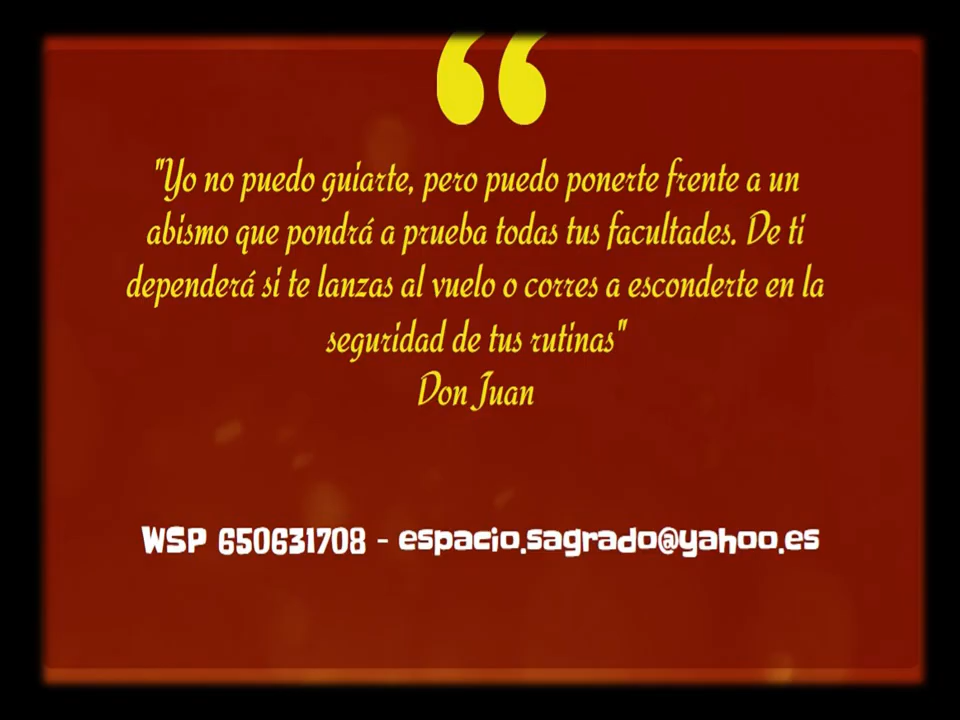 "Yo no puedo guiarte, pero puedo ponerte frente a un
abismo que pondrá a prueba todas tus facultades. De ti
dependerá si te lanzas al vuelo o corres a esconderte en la
seguridad de tus rutinas"
Don Juan
WSP 650631708 - espacio.sagrado@yahoo.es